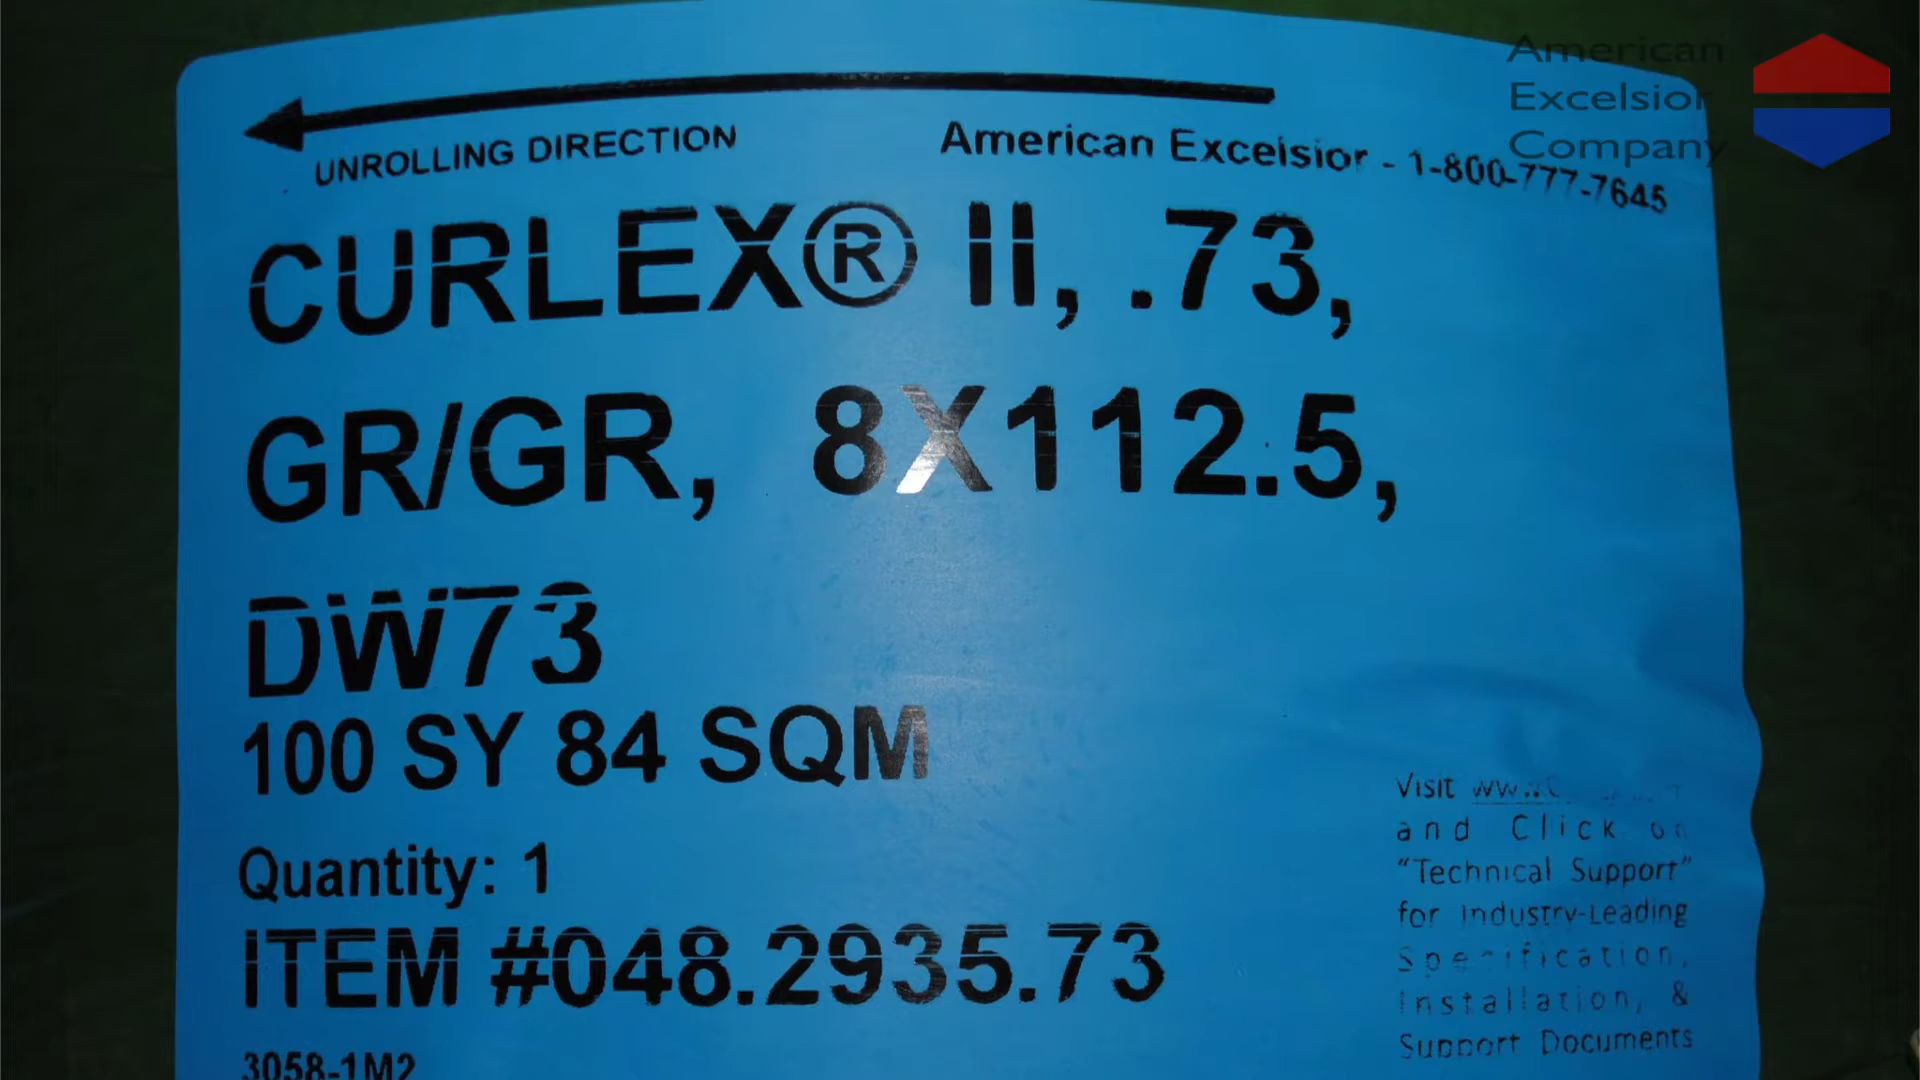 American
Excelsior
Company
UNROLLING DIRECTION
American Excelsior - 1-800-777-7645
CURLEX® II, .73,
GR/GR, 8X112.5,
DW73
100 SY 84 SQM
Quantity: 1
ITEM #048.2935.73
3058-1M2
Visit
and Click on
“Technical Support”
for Industry-Leading
Specification,
Installation, &
Support Documents